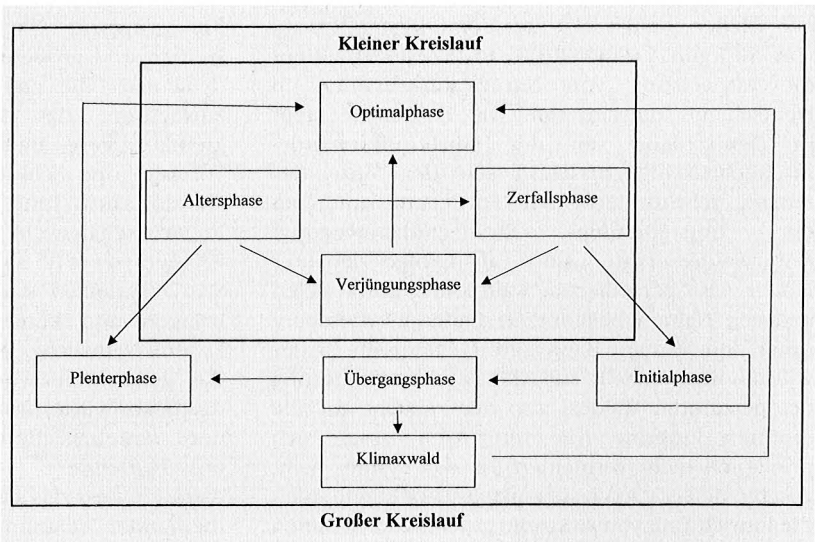 Kleiner Kreislauf
Optimalphase
Altersphase
Zerfallsphase
Verjüngungsphase
Plenterphase
Übergangsphase
Initialphase
Klimaxwald
Großer Kreislauf